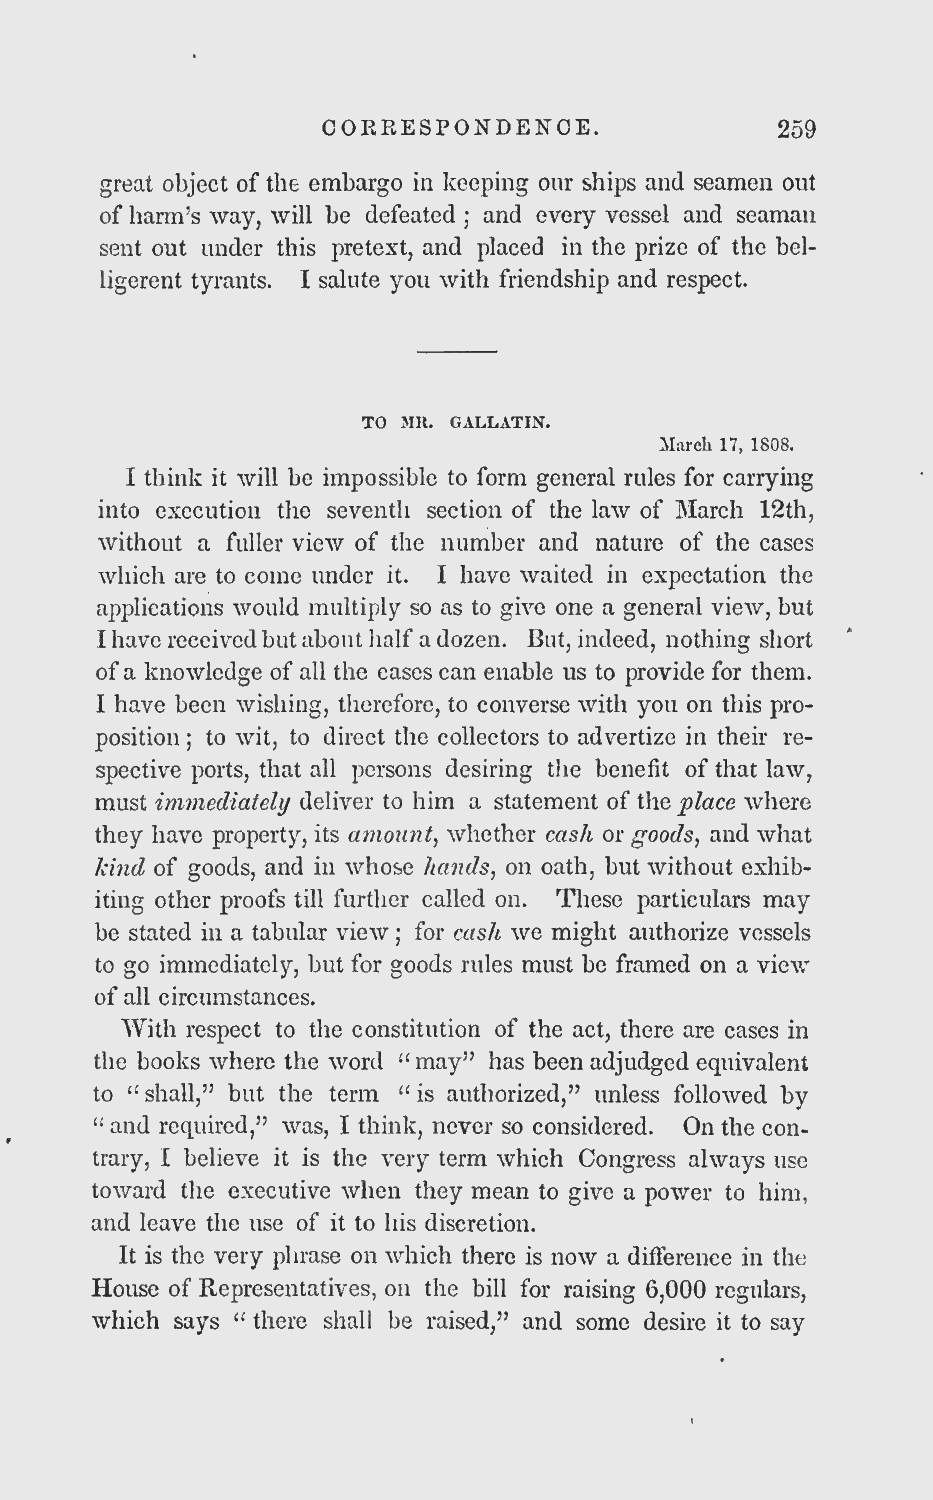 CORRESPONDENCE. 259
great object of the embargo in keeping our ships and seamen out
of harm's way, will be defeated ; and every vessel and seaman
sent out under this pretext, and placed in the prize of the bel-
ligerent tyrants. I salute you with friendship and respect.
TO MR. GALLATIN.
March 17, 1808.
I think it will be impossible to form general rules for carrying
into execution the seventh section of the law of March 12th,
without a fuller view of the number and nature of the cases
which are to come under it. I have waited in expectation the
applications would multiply so as to give one a general view, but
I have received but about half a dozen. But, indeed, nothing short
of a knowledge of all the cases can enable us to provide for them.
I have been wishing, therefore, to converse with you on this pro-
position ; to wit, to direct the collectors to advertize in their re-
spective ports, that all persons desiring the benefit of that law,
must immediately deliver to him a statement of the place where
they have property, its amount, whether cash or goods, and what
kind of goods, and in whose hands, on oath, but without exhib-
iting other proofs till further called on. These particulars may
be stated in a tabular view ; for cash we might authorize vessels
to go immediately, but for goods rules must be framed on a view
of all circumstances.
With respect to the constitution of the act, there are cases in
the books where the word "may" has been adjudged equivalent
to "shall," but the term "is authorized," unless followed by
"and required," was, I think, never so considered. On the con-
trary, I believe it is the very term which Congress always use
toward the executive when they mean to give a power to him,
and leave the use of it to his discretion.
It is the very phrase on which there is now a difference in the
House of Representatives, on the bill for raising 6,000 regulars,
which says "there shall be raised," and some desire it to say